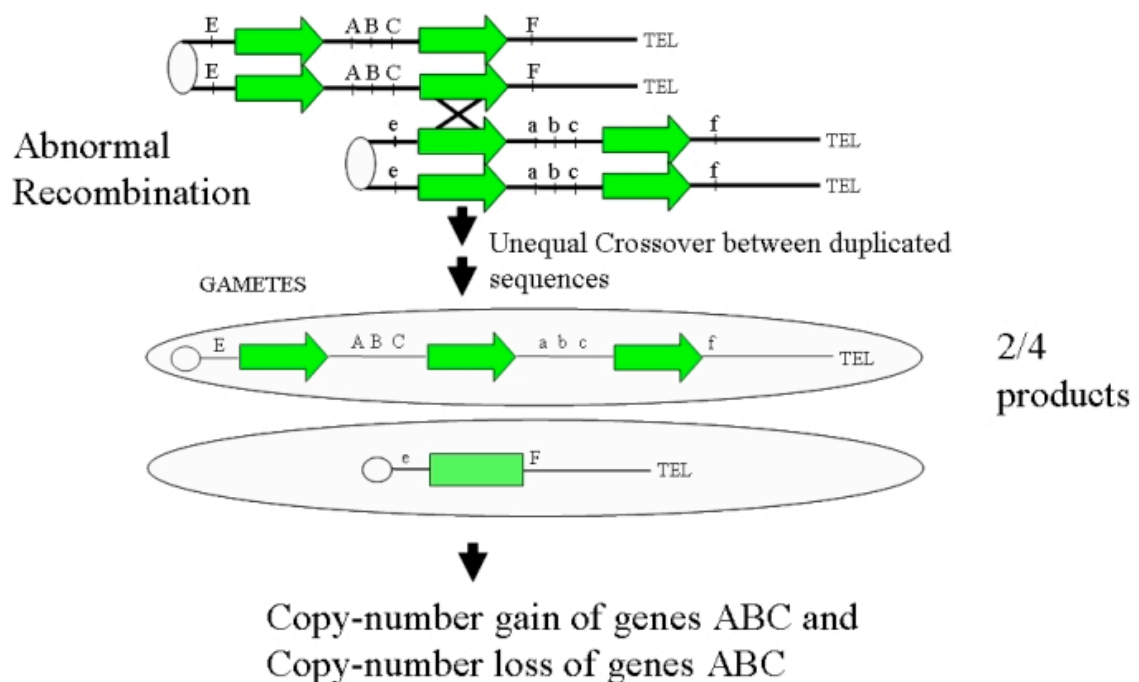 E A B C F TEL
E A B C F TEL
Abnormal
Recombination
e a b c f TEL
e a b c f TEL
Unequal Crossover between duplicated
sequences
GAMETES
E A B C a b c f TEL
2/4
products
e F TEL
Copy-number gain of genes ABC and
Copy-number loss of genes ABC